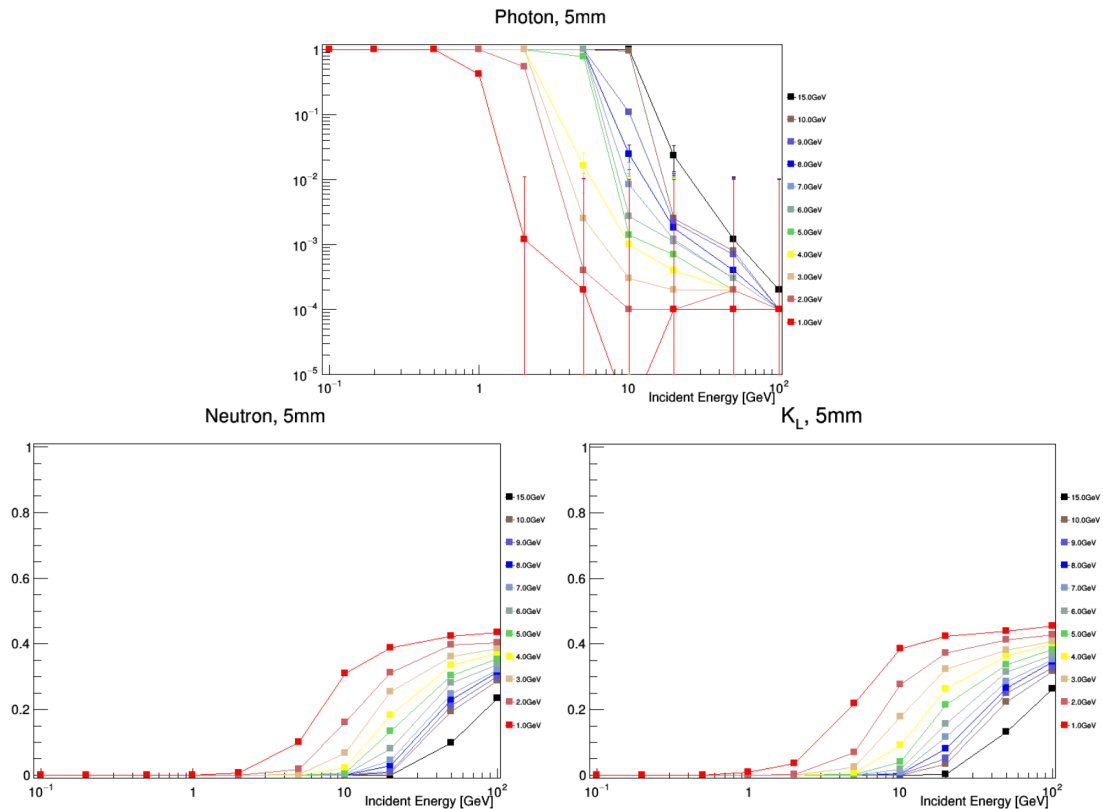 Photon, 5mm
1
10⁻¹
10⁻²
10⁻³
10⁻⁴
10⁻⁵
10⁻¹ 1 10 10²
Incident Energy [GeV]
15.0GeV
10.0GeV
9.0GeV
8.0GeV
7.0GeV
6.0GeV
5.0GeV
4.0GeV
3.0GeV
2.0GeV
1.0GeV
Neutron, 5mm
1
0.8
0.6
0.4
0.2
0
10⁻¹ 1 10 10²
Incident Energy [GeV]
15.0GeV
10.0GeV
9.0GeV
8.0GeV
7.0GeV
6.0GeV
5.0GeV
4.0GeV
3.0GeV
2.0GeV
1.0GeV
K_L, 5mm
1
0.8
0.6
0.4
0.2
0
10⁻¹ 1 10 10²
Incident Energy [GeV]
15.0GeV
10.0GeV
9.0GeV
8.0GeV
7.0GeV
6.0GeV
5.0GeV
4.0GeV
3.0GeV
2.0GeV
1.0GeV